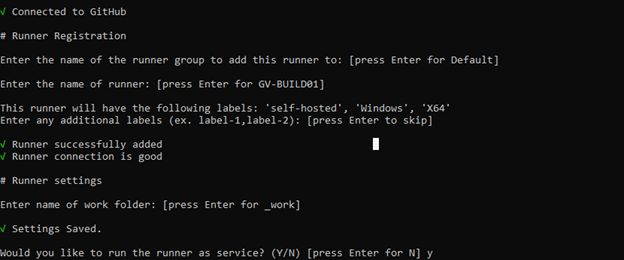 √ Connected to GitHub
# Runner Registration
Enter the name of the runner group to add this runner to: [press Enter for Default]
Enter the name of runner: [press Enter for GV-BUILD01]
This runner will have the following labels: 'self-hosted', 'Windows', 'X64'
Enter any additional labels (ex. label-1,label-2): [press Enter to skip]
√ Runner successfully added
√ Runner connection is good
# Runner settings
Enter name of work folder: [press Enter for _work]
√ Settings Saved.
Would you like to run the runner as service? (Y/N) [press Enter for N] y